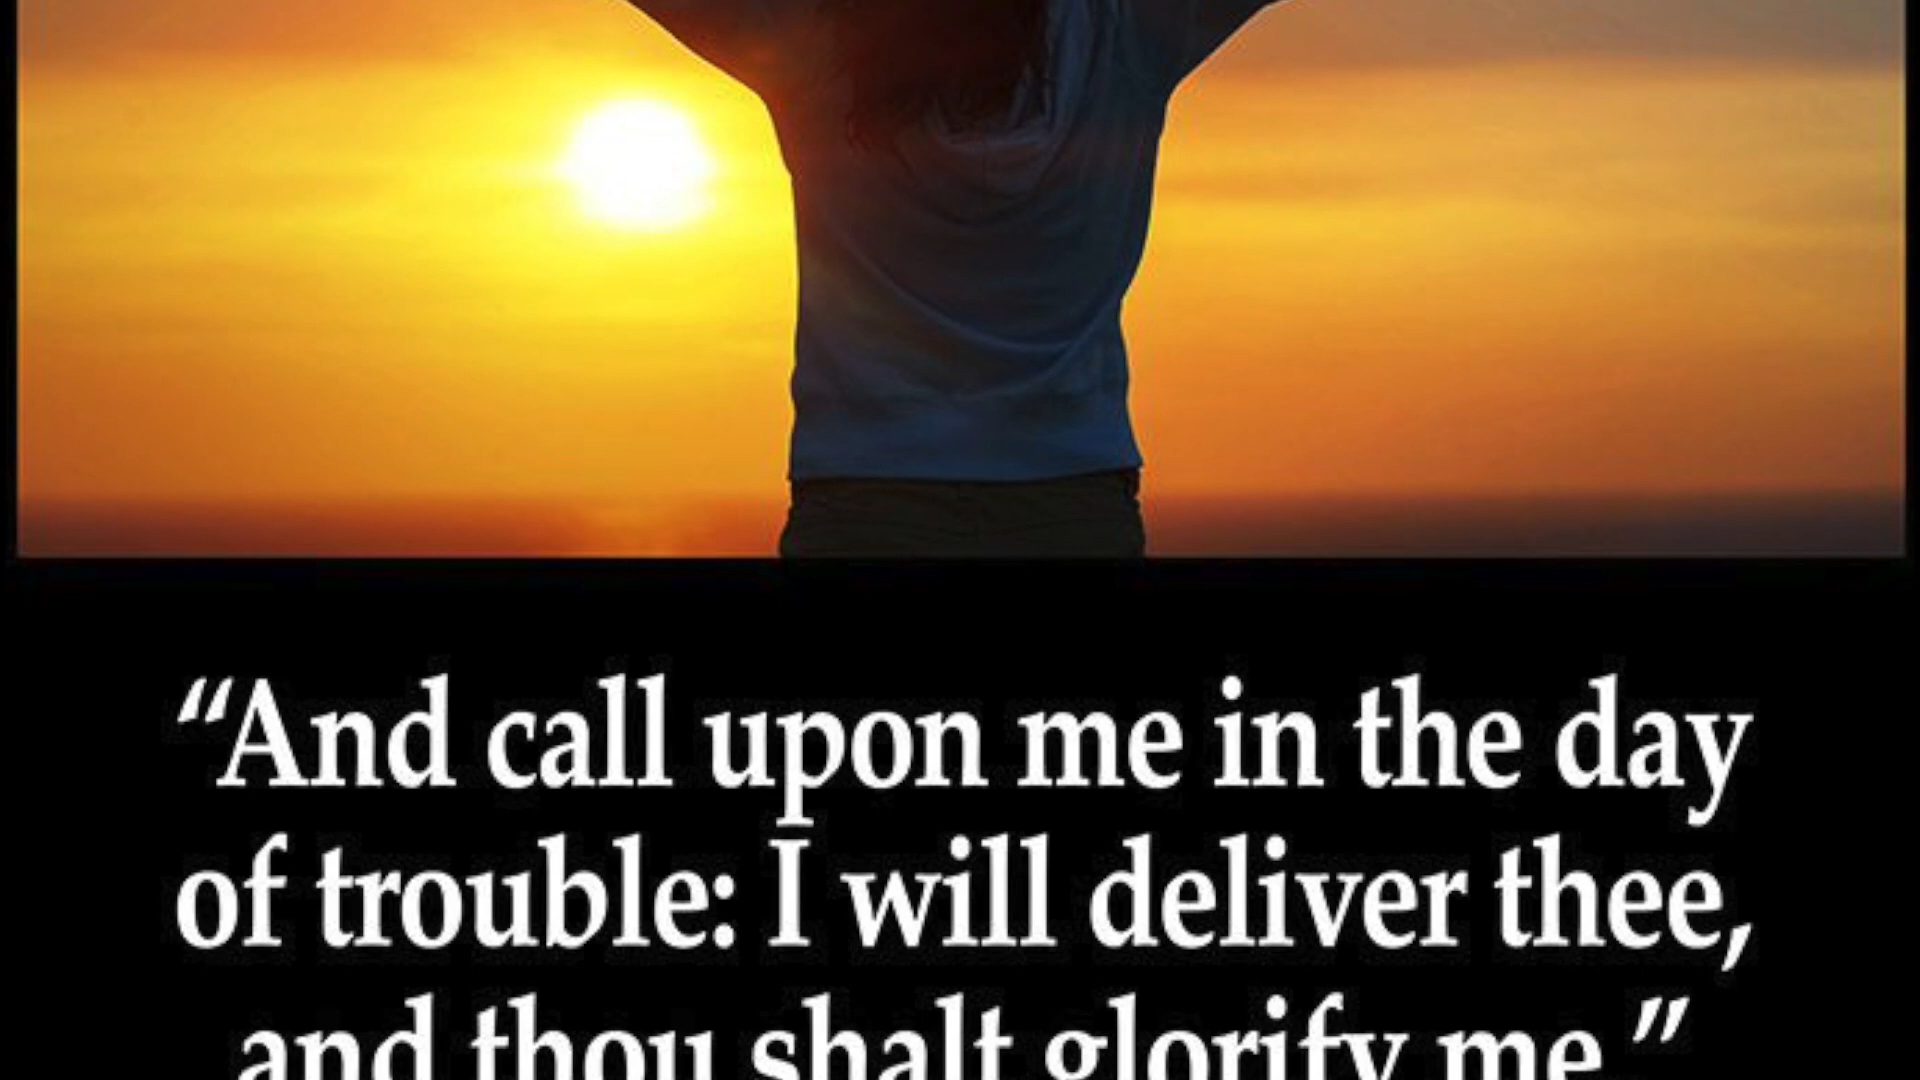 “And call upon me in the day
of trouble: I will deliver thee,
and thou shalt glorify me.”